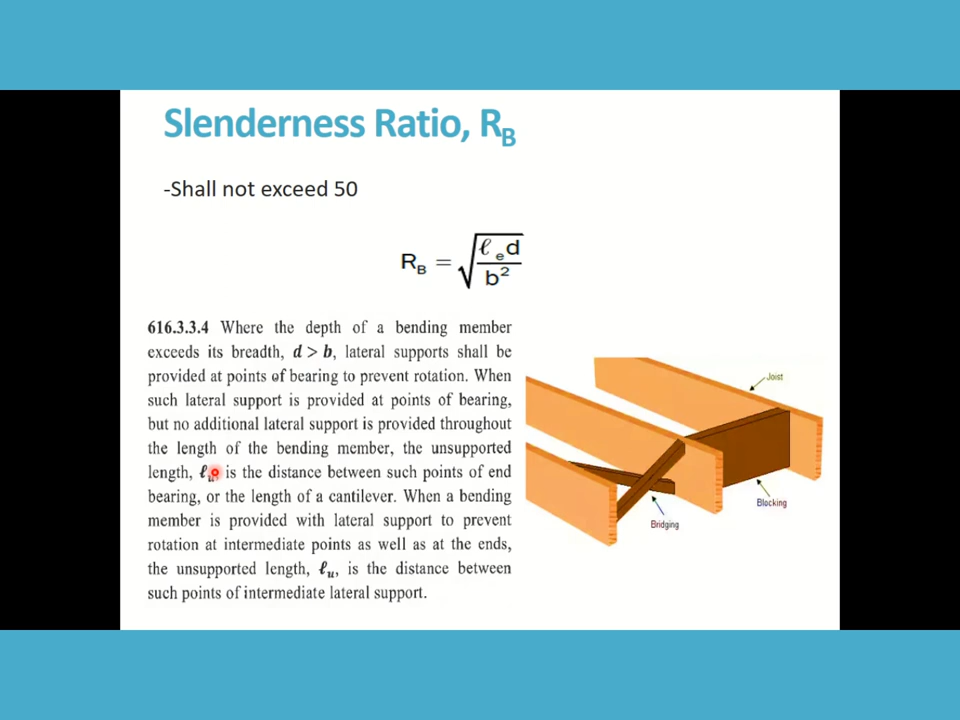 Slenderness Ratio, R_B
-Shall not exceed 50
R_B = √(ℓ_e d / b²)
616.3.3.4 Where the depth of a bending member
exceeds its breadth, d > b, lateral supports shall be
provided at points of bearing to prevent rotation. When
such lateral support is provided at points of bearing,
but no additional lateral support is provided throughout
the length of the bending member, the unsupported
length, ℓ_u is the distance between such points of end
bearing, or the length of a cantilever. When a bending
member is provided with lateral support to prevent
rotation at intermediate points as well as at the ends,
the unsupported length, ℓ_u, is the distance between
such points of intermediate lateral support.
Joist
Blocking
Bridging